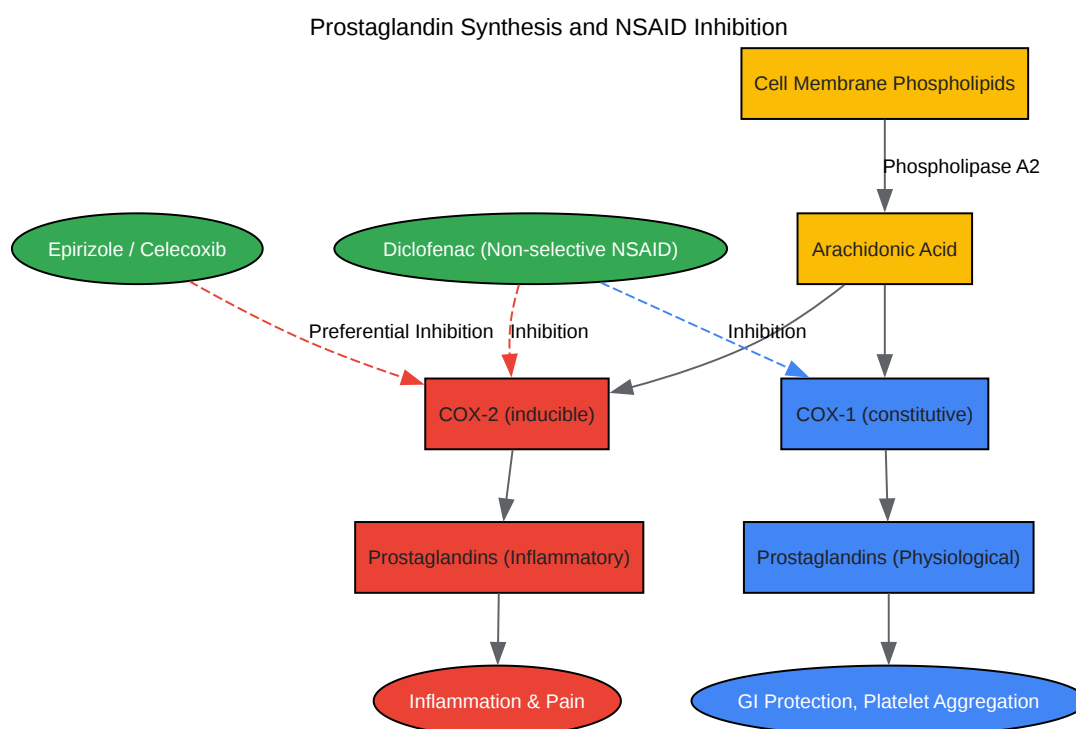 Prostaglandin Synthesis and NSAID Inhibition
Cell Membrane Phospholipids
Phospholipase A2
Epirizole / Celecoxib
Diclofenac (Non-selective NSAID)
Arachidonic Acid
Preferential Inhibition
Inhibition
Inhibition
COX-2 (inducible)
COX-1 (constitutive)
Prostaglandins (Inflammatory)
Prostaglandins (Physiological)
Inflammation & Pain
GI Protection, Platelet Aggregation